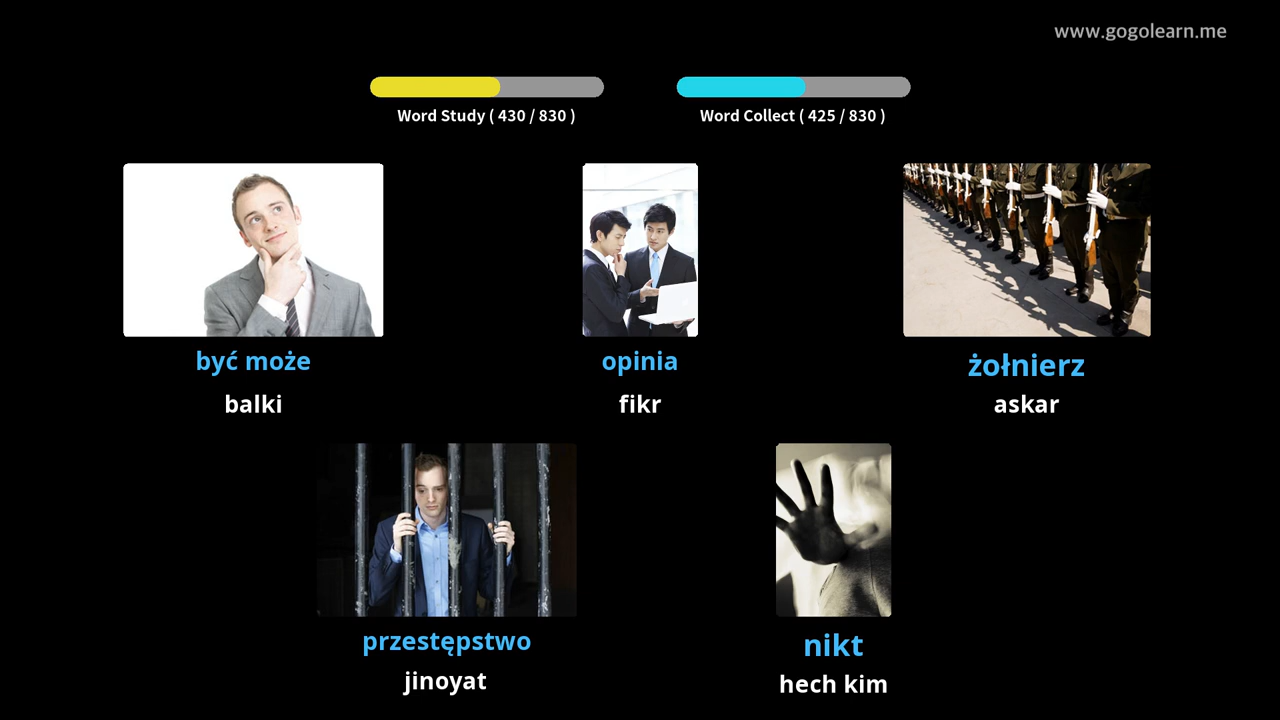 www.gogolearn.me
Word Study ( 430 / 830 )
Word Collect ( 425 / 830 )
być może
opinia
żołnierz
balki
fikr
askar
przestępstwo
nikt
jinoyat
hech kim